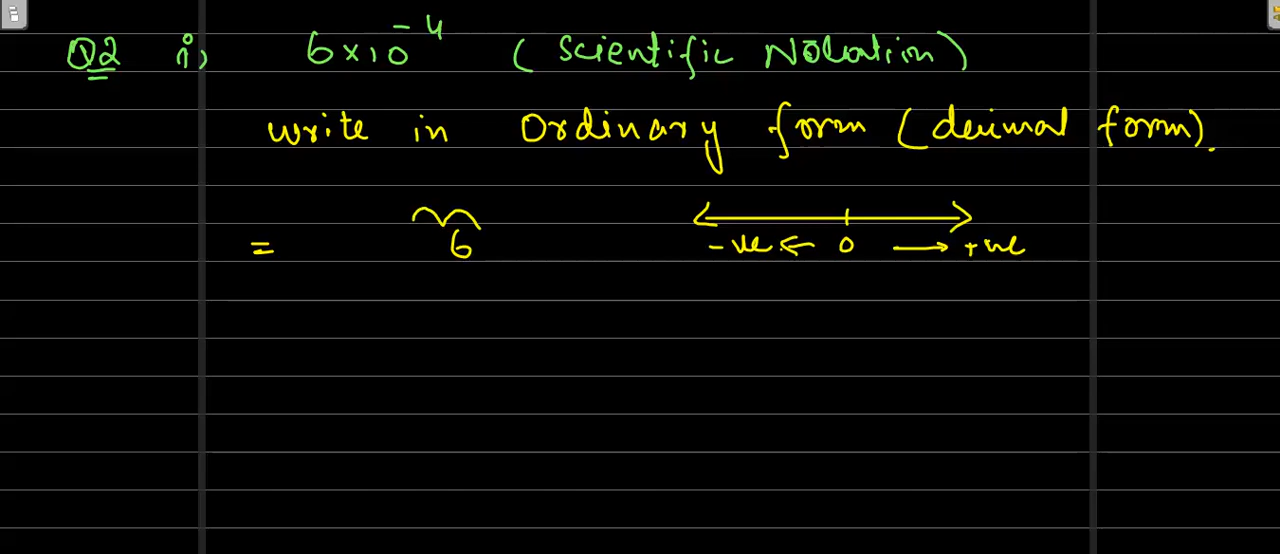 Q2 i) 6×10⁻⁴ (Scientific Notation)
write in Ordinary form (decimal form).
= 6
-ve ← 0 → +ve